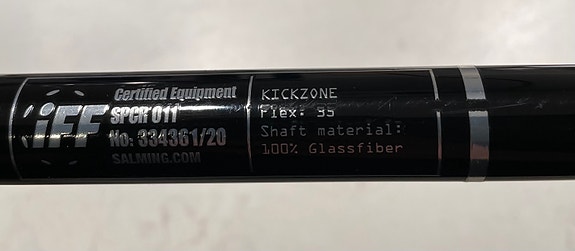 iFF
Certified Equipment
SPCR 011
No: 334361/20
SALMING.COM
KICKZONE
Flex: 35
Shaft material:
100% Glassfiber